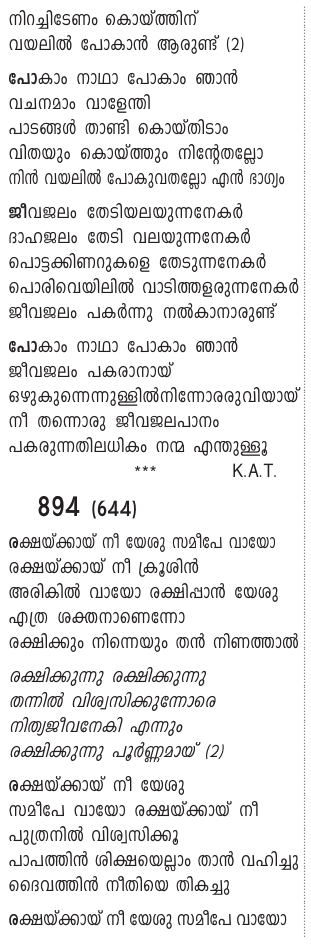 നിറച്ചിടേണം കൊയ്ത്തിന്
വയലിൽ പോകാൻ ആരുണ്ട് (2)
പോകാം നാഥാ പോകാം ഞാൻ
വചനമാം വാളേന്തി
പാടങ്ങൾ താണ്ടി കൊയ്തിടാം
വിതയും കൊയ്ത്തും നിന്റേതല്ലോ
നിൻ വയലിൽ പോകുവതല്ലോ എൻ ഭാഗ്യം
ജീവജലം തേടിയലയുന്നനേകർ
ദാഹജലം തേടി വലയുന്നനേകർ
പൊട്ടക്കിണറുകളെ തേടുന്നനേകർ
പൊരിവെയിലിൽ വാടിത്തളരുന്നനേകർ
ജീവജലം പകർന്നു നൽകാനാരുണ്ട്
പോകാം നാഥാ പോകാം ഞാൻ
ജീവജലം പകരാനായ്
ഒഴുകുന്നെന്നുള്ളിൽനിന്നോരരുവിയായ്
നീ തന്നൊരു ജീവജലപാനം
പകരുന്നതിലധികം നന്മ എന്തുള്ളൂ
*** K.A.T.
894 (644)
രക്ഷയ്ക്കായ് നീ യേശു സമീപേ വായോ
രക്ഷയ്ക്കായ് നീ ക്രൂശിൻ
അരികിൽ വായോ രക്ഷിപ്പാൻ യേശു
എത്ര ശക്തനാണെന്നോ
രക്ഷിക്കും നിന്നെയും തൻ നിണത്താൽ
രക്ഷിക്കുന്നു രക്ഷിക്കുന്നു
തന്നിൽ വിശ്വസിക്കുന്നോരെ
നിത്യജീവനേകി എന്നും
രക്ഷിക്കുന്നു പൂർണ്ണമായ് (2)
രക്ഷയ്ക്കായ് നീ യേശു
സമീപേ വായോ രക്ഷയ്ക്കായ് നീ
പുത്രനിൽ വിശ്വസിക്കൂ
പാപത്തിൻ ശിക്ഷയെല്ലാം താൻ വഹിച്ചു
ദൈവത്തിൻ നീതിയെ തികച്ചു
രക്ഷയ്ക്കായ് നീ യേശു സമീപേ വായോ